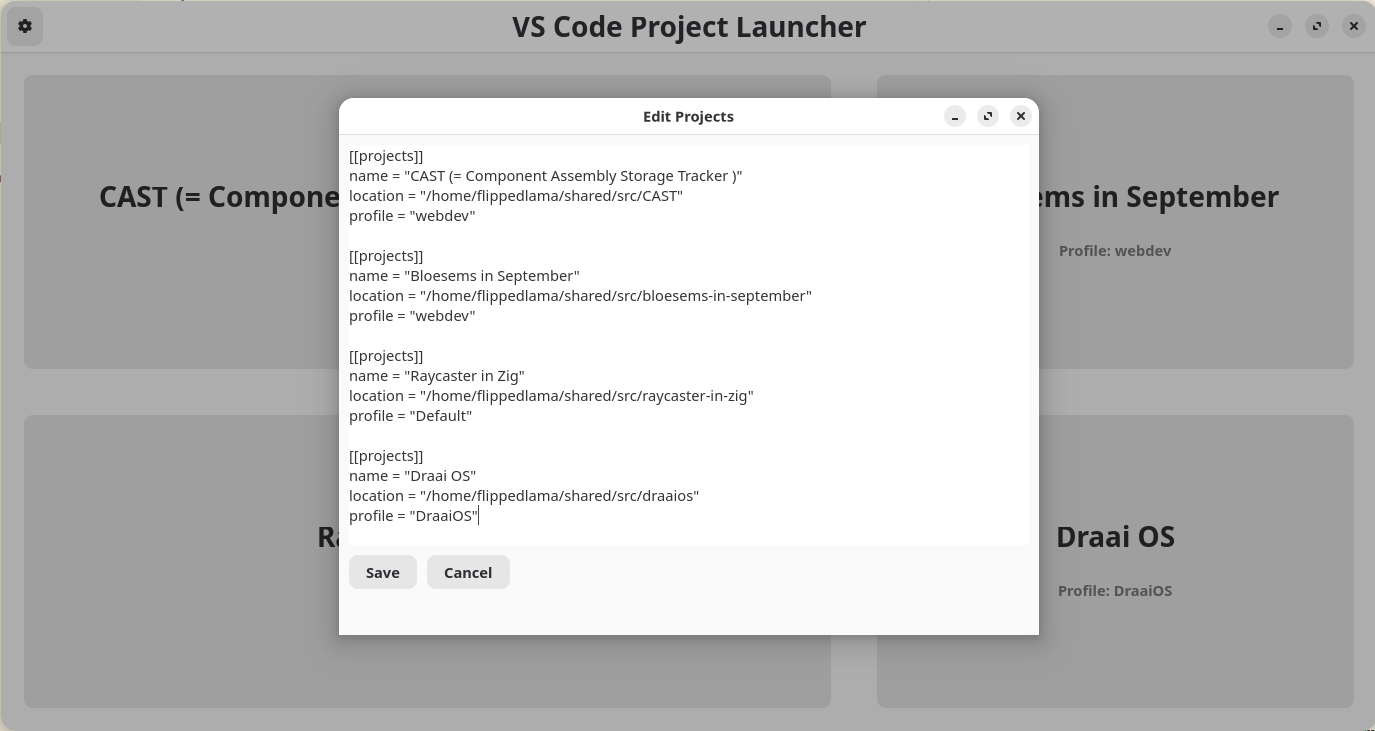 VS Code Project Launcher
CAST (= Compone
ems in September
Profile: webdev
Ra
Draai OS
Profile: DraaiOS
Edit Projects
[[projects]]
name = "CAST (= Component Assembly Storage Tracker )"
location = "/home/flippedlama/shared/src/CAST"
profile = "webdev"
[[projects]]
name = "Bloesems in September"
location = "/home/flippedlama/shared/src/bloesems-in-september"
profile = "webdev"
[[projects]]
name = "Raycaster in Zig"
location = "/home/flippedlama/shared/src/raycaster-in-zig"
profile = "Default"
[[projects]]
name = "Draai OS"
location = "/home/flippedlama/shared/src/draaios"
profile = "DraaiOS"
Save
Cancel